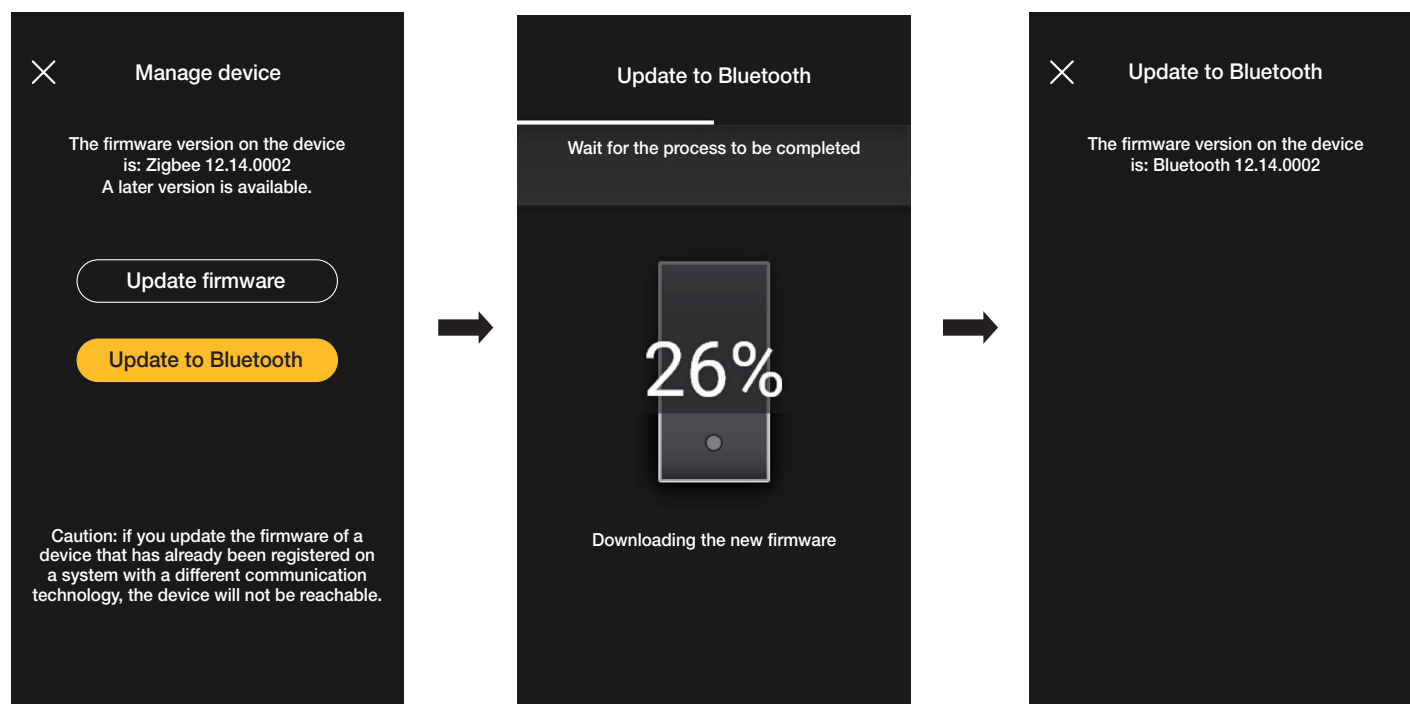 Manage device
The firmware version on the device
is: Zigbee 12.14.0002
A later version is available.
Update firmware
Update to Bluetooth
Caution: if you update the firmware of a
device that has already been registered on
a system with a different communication
technology, the device will not be reachable.
Update to Bluetooth
Wait for the process to be completed
26%
Downloading the new firmware
Update to Bluetooth
The firmware version on the device
is: Bluetooth 12.14.0002